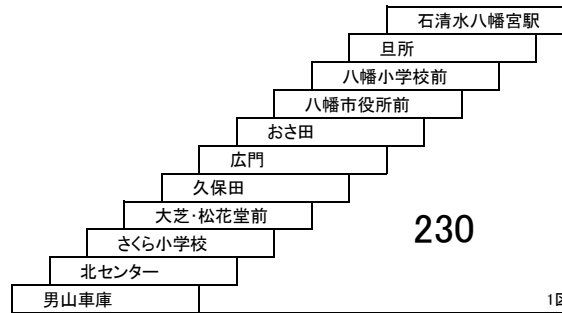 石清水八幡宮駅
旦所
八幡小学校前
八幡市役所前
おさ田
広門
久保田
大芝・松花堂前
230
さくら小学校
北センター
男山車庫
1区